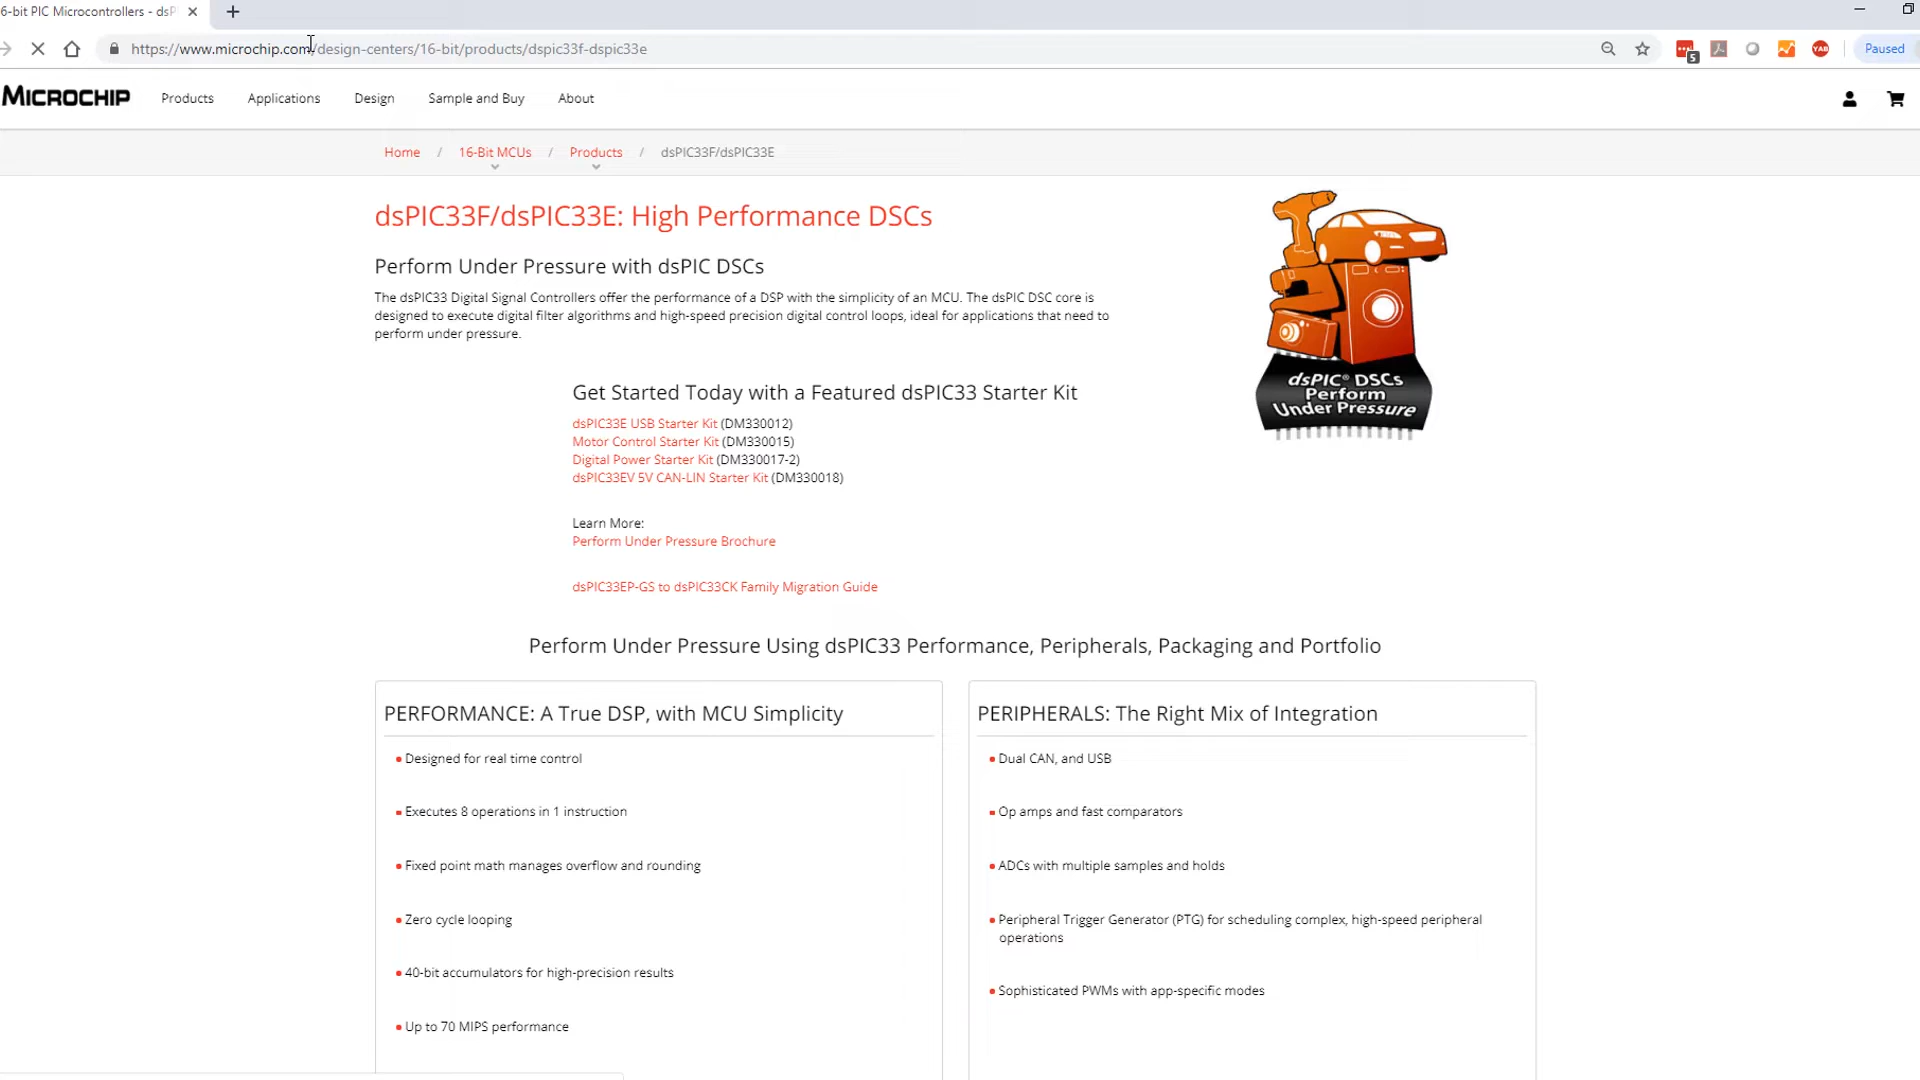 6-bit PIC Microcontrollers - dsP
https://www.microchip.com/design-centers/16-bit/products/dspic33f-dspic33e
5
YAB
Paused
MICROCHIP
Products
Applications
Design
Sample and Buy
About
Home / 16-Bit MCUs / Products / dsPIC33F/dsPIC33E
dsPIC33F/dsPIC33E: High Performance DSCs
Perform Under Pressure with dsPIC DSCs
The dsPIC33 Digital Signal Controllers offer the performance of a DSP with the simplicity of an MCU. The dsPIC DSC core is
designed to execute digital filter algorithms and high-speed precision digital control loops, ideal for applications that need to
perform under pressure.
dsPIC® DSCs
Perform
Under Pressure
Get Started Today with a Featured dsPIC33 Starter Kit
dsPIC33E USB Starter Kit (DM330012)
Motor Control Starter Kit (DM330015)
Digital Power Starter Kit (DM330017-2)
dsPIC33EV 5V CAN-LIN Starter Kit (DM330018)
Learn More:
Perform Under Pressure Brochure
dsPIC33EP-GS to dsPIC33CK Family Migration Guide
Perform Under Pressure Using dsPIC33 Performance, Peripherals, Packaging and Portfolio
PERFORMANCE: A True DSP, with MCU Simplicity
Designed for real time control
Executes 8 operations in 1 instruction
Fixed point math manages overflow and rounding
Zero cycle looping
40-bit accumulators for high-precision results
Up to 70 MIPS performance
PERIPHERALS: The Right Mix of Integration
Dual CAN, and USB
Op amps and fast comparators
ADCs with multiple samples and holds
Peripheral Trigger Generator (PTG) for scheduling complex, high-speed peripheral
operations
Sophisticated PWMs with app-specific modes